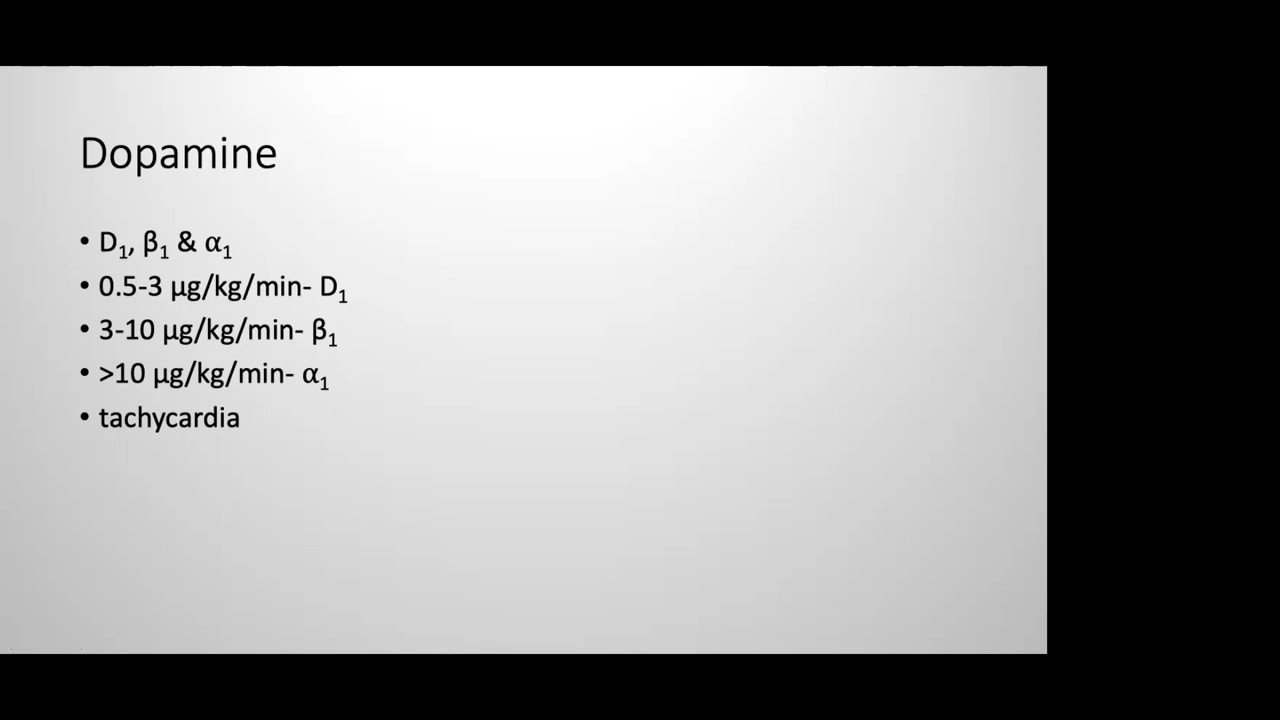 Dopamine
• D₁, β₁ & α₁
• 0.5-3 µg/kg/min- D₁
• 3-10 µg/kg/min- β₁
• >10 µg/kg/min- α₁
• tachycardia